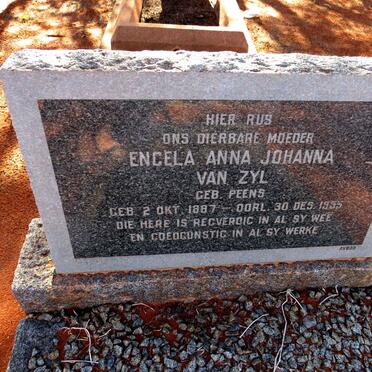 HIER RUS
ONS DIERBARE MOEDER
ENGELA ANNA JOHANNA
VAN ZYL
GEB. PEENS
GEB. 2 OKT. 1887 - OORL. 30 DES. 1955
DIE HERE IS REGVERDIG IN AL SY WEË
EN GOEDGUNSTIG IN AL SY WERKE